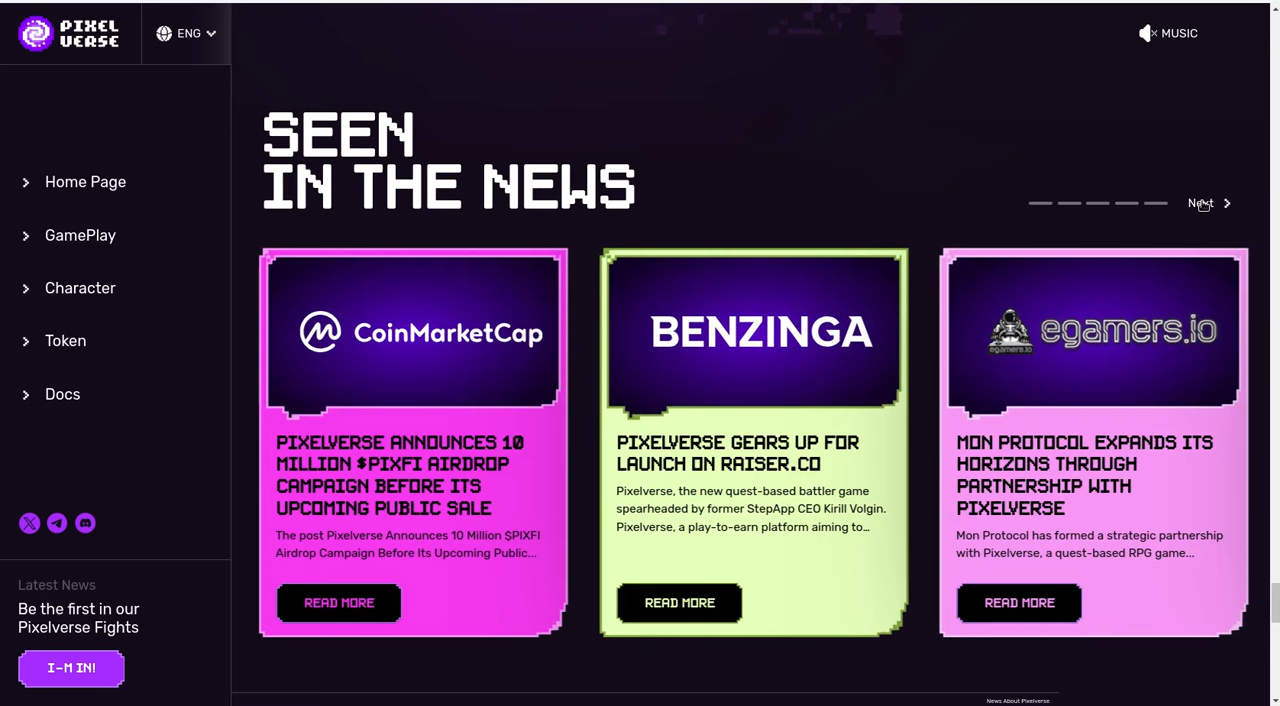 PIXEL
VERSE
ENG
MUSIC
Home Page
GamePlay
Character
Token
Docs
Latest News
Be the first in our
Pixelverse Fights
I-M IN!
SEEN
IN THE NEWS
Next
CoinMarketCap
PIXELVERSE ANNOUNCES 10
MILLION $PIXFI AIRDROP
CAMPAIGN BEFORE ITS
UPCOMING PUBLIC SALE
The post Pixelverse Announces 10 Million $PIXFI
Airdrop Campaign Before Its Upcoming Public...
READ MORE
BENZINGA
PIXELVERSE GEARS UP FOR
LAUNCH ON RAISER.CO
Pixelverse, the new quest-based battler game
spearheaded by former StepApp CEO Kirill Volgin.
Pixelverse, a play-to-earn platform aiming to...
READ MORE
egamers.io
egamers.io
MON PROTOCOL EXPANDS ITS
HORIZONS THROUGH
PARTNERSHIP WITH
PIXELVERSE
Mon Protocol has formed a strategic partnership
with Pixelverse, a quest-based RPG game...
READ MORE
News About Pixelverse